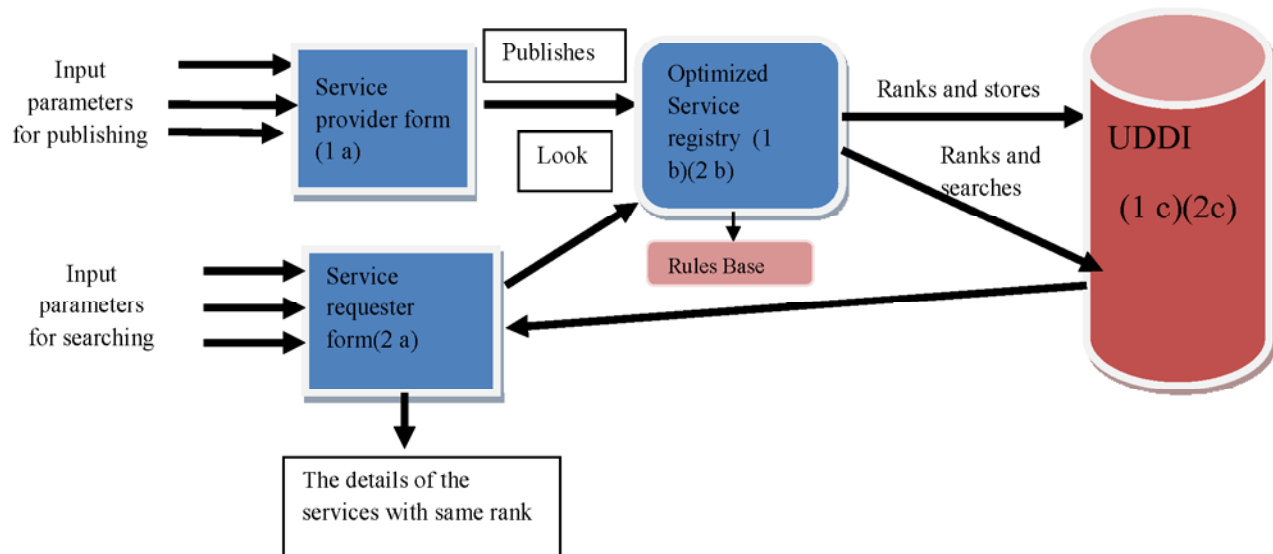 Input
parameters
for publishing
Service
provider form
(1 a)
Publishes
Look
Optimized
Service
registry (1
b)(2 b)
Ranks and stores
Ranks and
searches
UDDI
(1 c)(2c)
Rules Base
Input
parameters
for searching
Service
requester
form(2 a)
The details of the
services with same rank